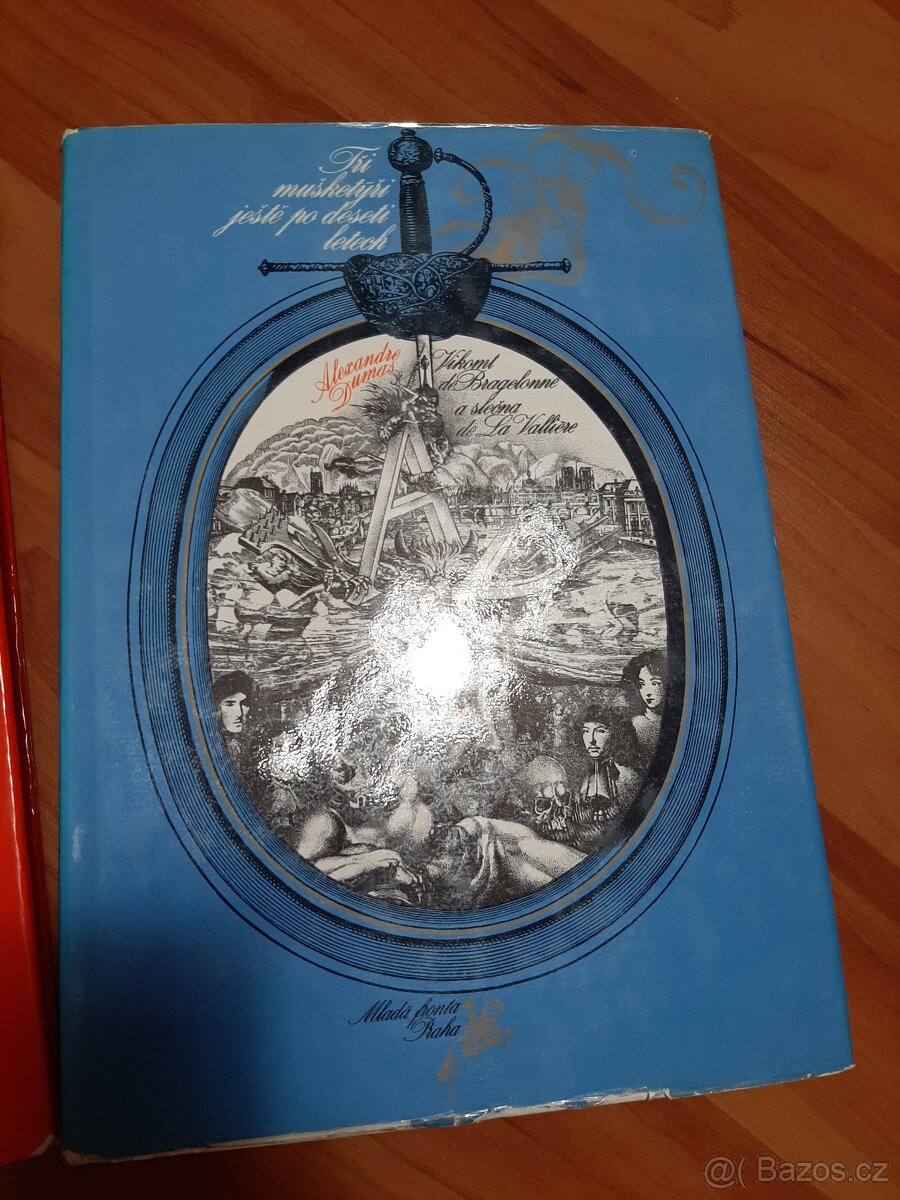 Tři
mušketýři
ještě po deseti
letech
Alexandre
Dumas
Vikomt
de Bragelonne
a slečna
de La Valliere
Mladá fronta
Praha
@( Bazos.cz